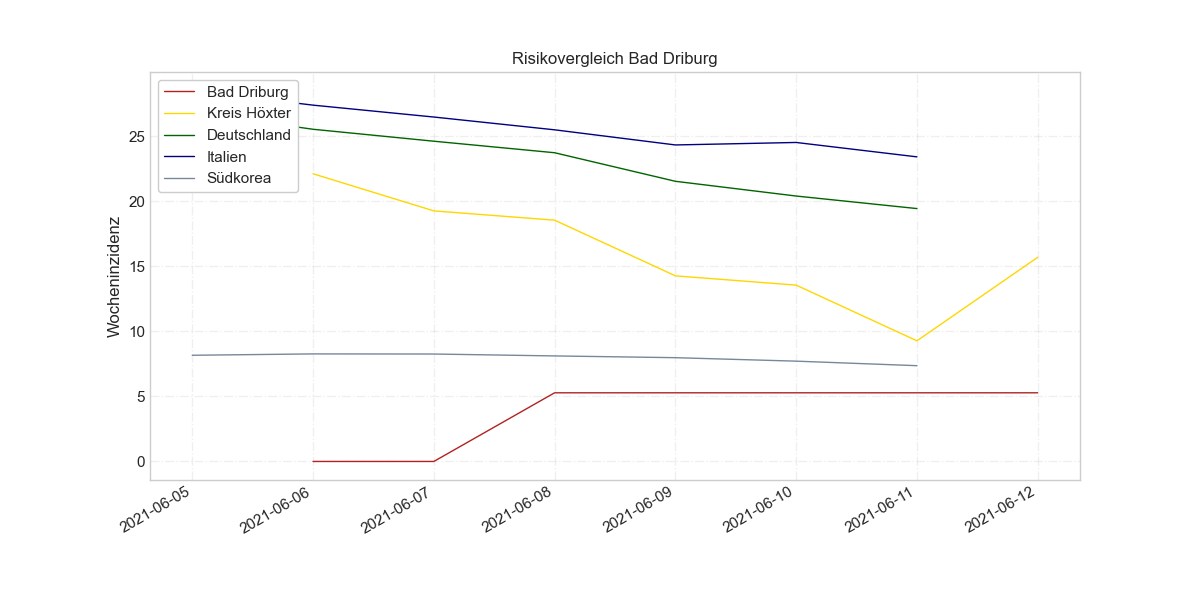 Risikovergleich Bad Driburg
Bad Driburg
Kreis Höxter
Deutschland
Italien
Südkorea
Wocheninzidenz
25
20
15
10
5
0
2021-06-05
2021-06-06
2021-06-07
2021-06-08
2021-06-09
2021-06-10
2021-06-11
2021-06-12